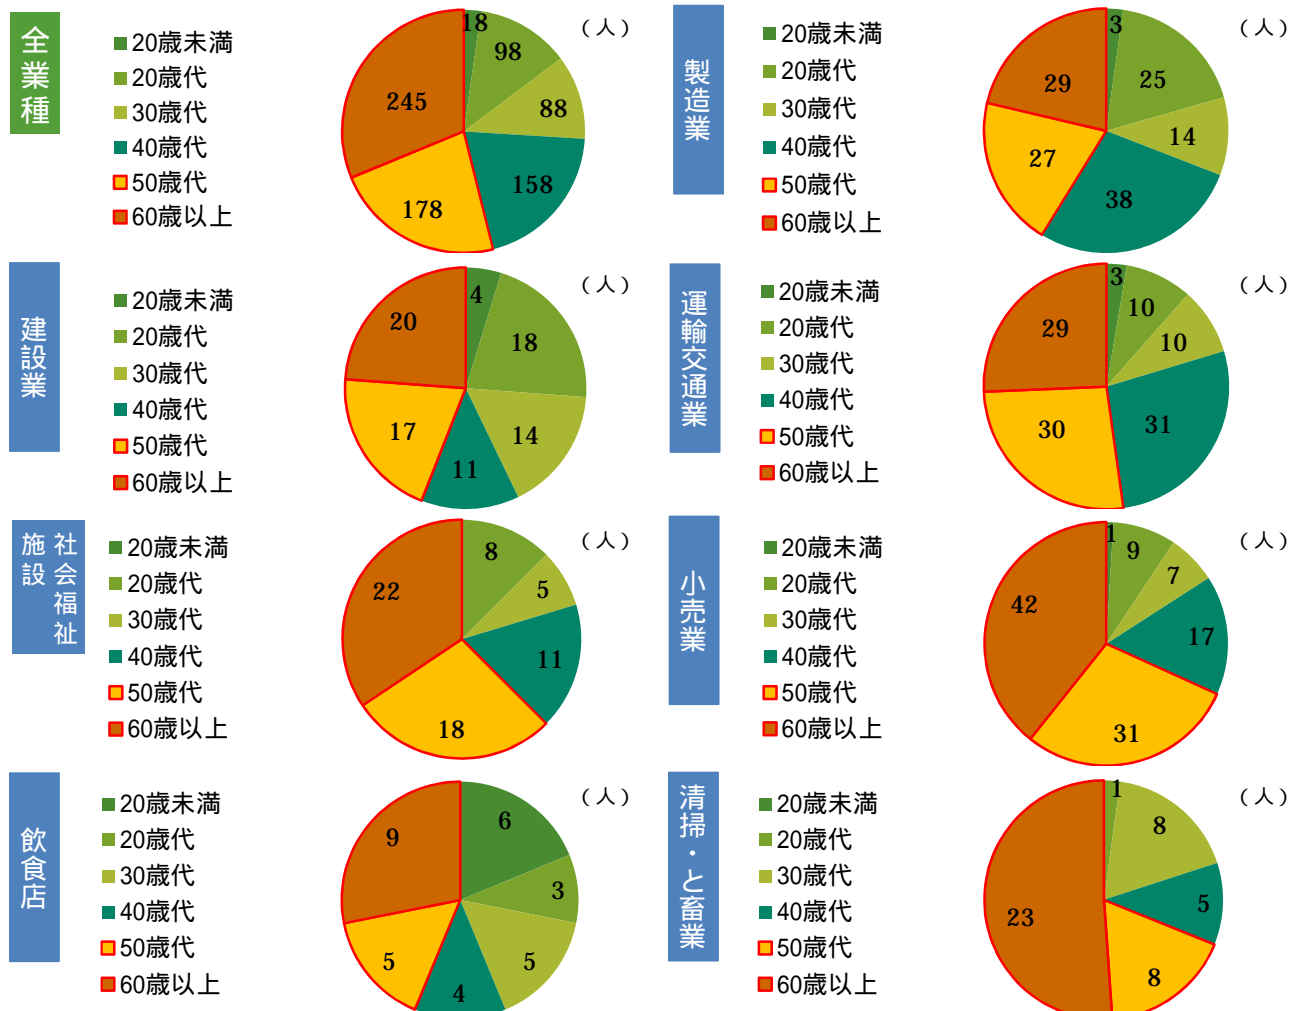 全業種
20歳未満
20歳代
30歳代
40歳代
50歳代
60歳以上
(人)
18
98
88
158
178
245
製造業
20歳未満
20歳代
30歳代
40歳代
50歳代
60歳以上
(人)
3
25
14
38
27
29
建設業
20歳未満
20歳代
30歳代
40歳代
50歳代
60歳以上
(人)
4
18
14
11
17
20
運輸交通業
20歳未満
20歳代
30歳代
40歳代
50歳代
60歳以上
(人)
3
10
10
31
30
29
社会福祉
施設
20歳未満
20歳代
30歳代
40歳代
50歳代
60歳以上
(人)
8
5
11
18
22
小売業
20歳未満
20歳代
30歳代
40歳代
50歳代
60歳以上
(人)
1
9
7
17
31
42
飲食店
20歳未満
20歳代
30歳代
40歳代
50歳代
60歳以上
(人)
6
3
5
4
5
9
清掃・と畜業
20歳未満
20歳代
30歳代
40歳代
50歳代
60歳以上
(人)
1
8
5
8
23